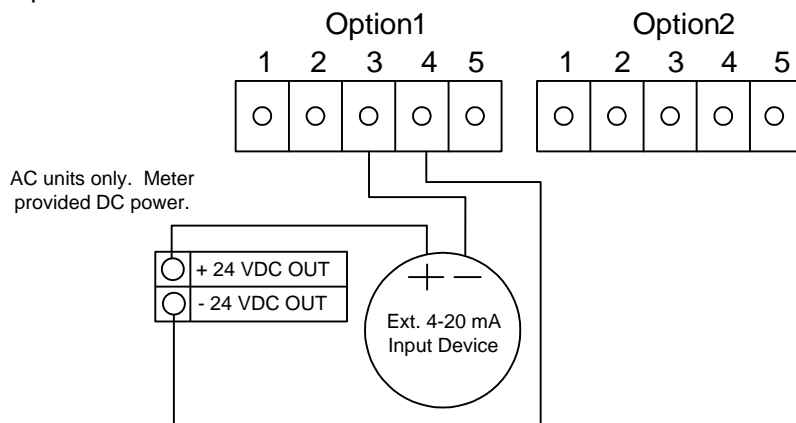 Option1 Option2
1 2 3 4 5 1 2 3 4 5
AC units only. Meter
provided DC power.
+ 24 VDC OUT
- 24 VDC OUT
+ −
Ext. 4-20 mA
Input Device